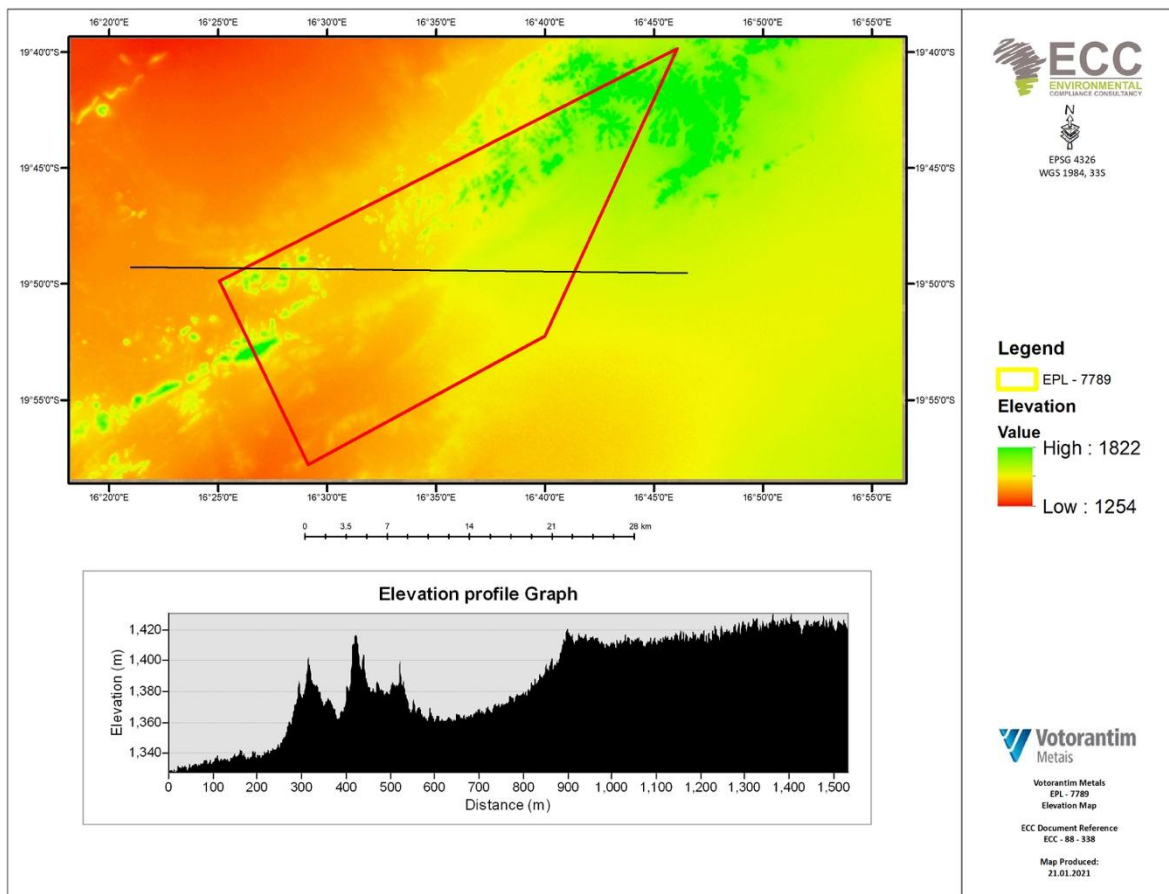 16°20'0"E 16°25'0"E 16°30'0"E 16°35'0"E 16°40'0"E 16°45'0"E 16°50'0"E 16°55'0"E
19°40'0"S 19°40'0"S
19°45'0"S 19°45'0"S
19°50'0"S 19°50'0"S
19°55'0"S 19°55'0"S
16°20'0"E 16°25'0"E 16°30'0"E 16°35'0"E 16°40'0"E 16°45'0"E 16°50'0"E 16°55'0"E
0 3.5 7 14 21 28 km
Elevation profile Graph
Elevation (m)
1,420
1,400
1,380
1,360
1,340
0 100 200 300 400 500 600 700 800 900 1,000 1,100 1,200 1,300 1,400 1,500
Distance (m)
ECC
ENVIRONMENTAL
COMPLIANCE CONSULTANCY
N
EPSG 4326
WGS 1984, 33S
Legend
EPL - 7789
Elevation
Value
High : 1822
Low : 1254
Votorantim
Metais
Votorantim Metals
EPL - 7789
Elevation Map
ECC Document Reference
ECC - 88 - 338
Map Produced:
21.01.2021